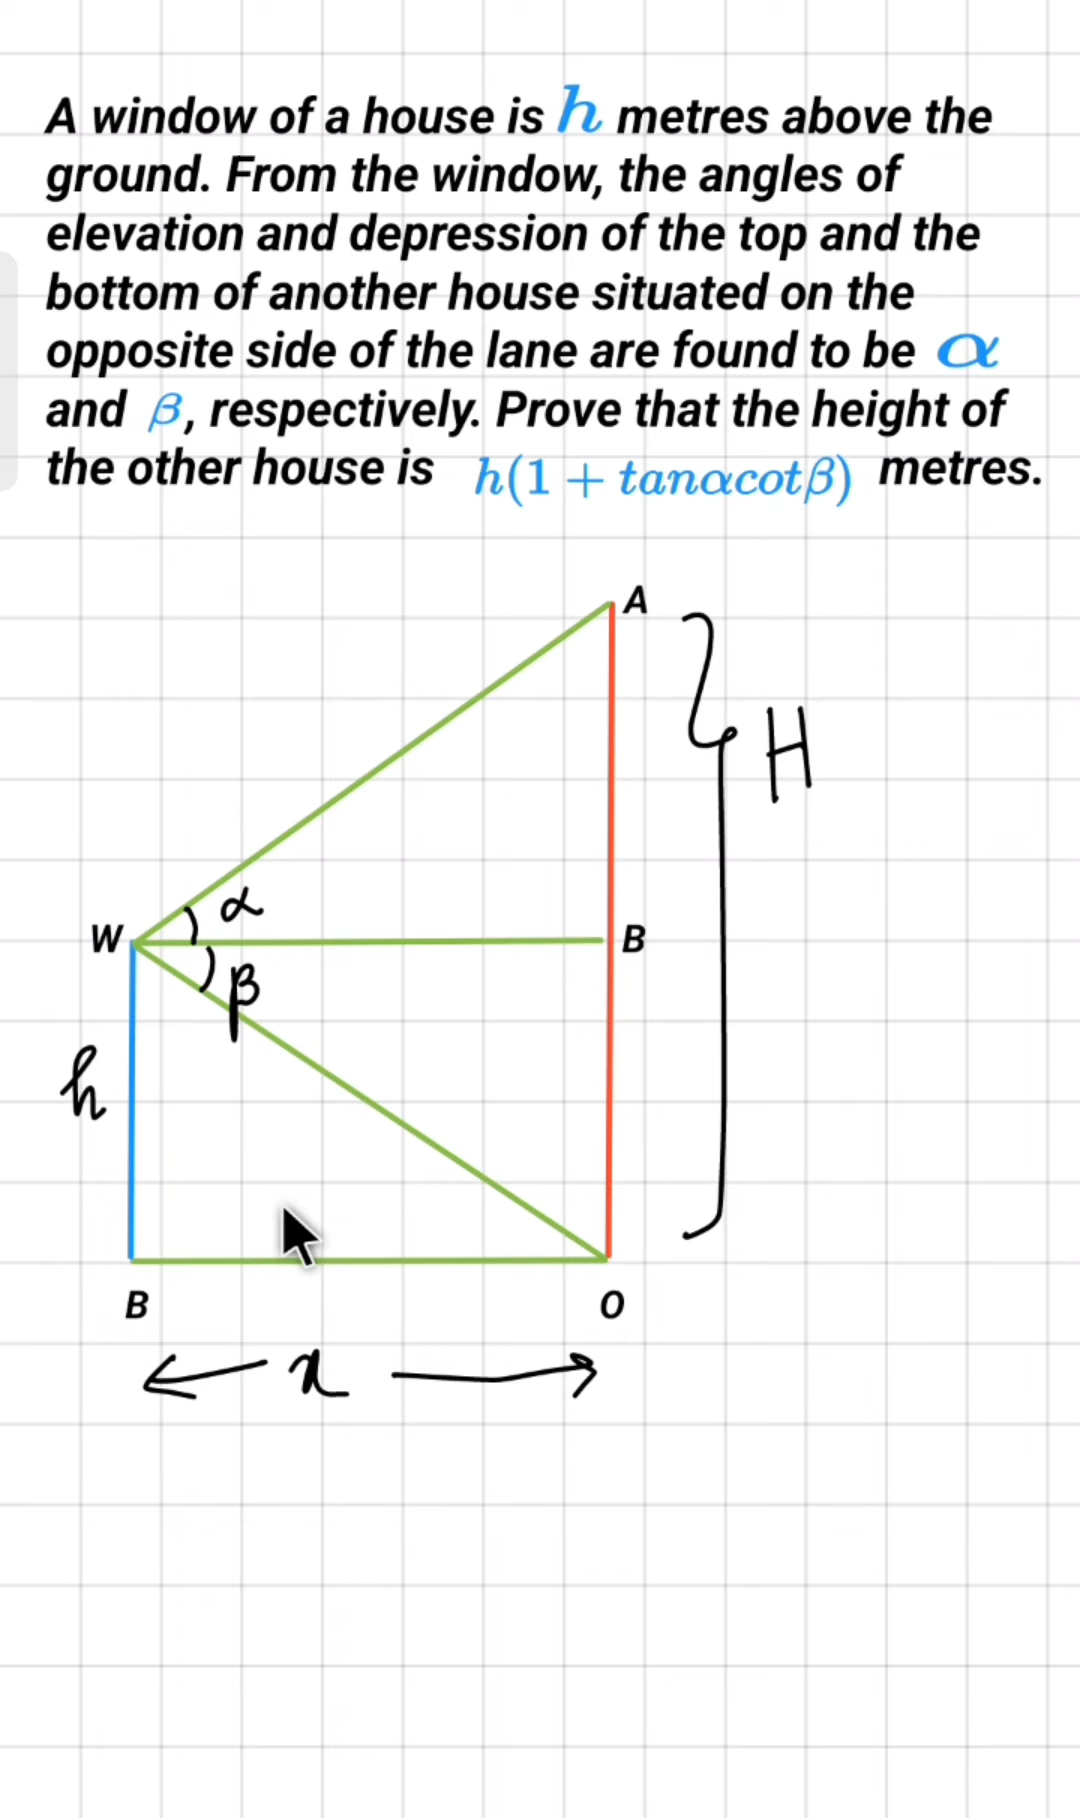 A window of a house is h metres above the
ground. From the window, the angles of
elevation and depression of the top and the
bottom of another house situated on the
opposite side of the lane are found to be α
and β, respectively. Prove that the height of
the other house is h(1 + tanαcotβ) metres.
A
H
α
W
B
β
h
B
O
x